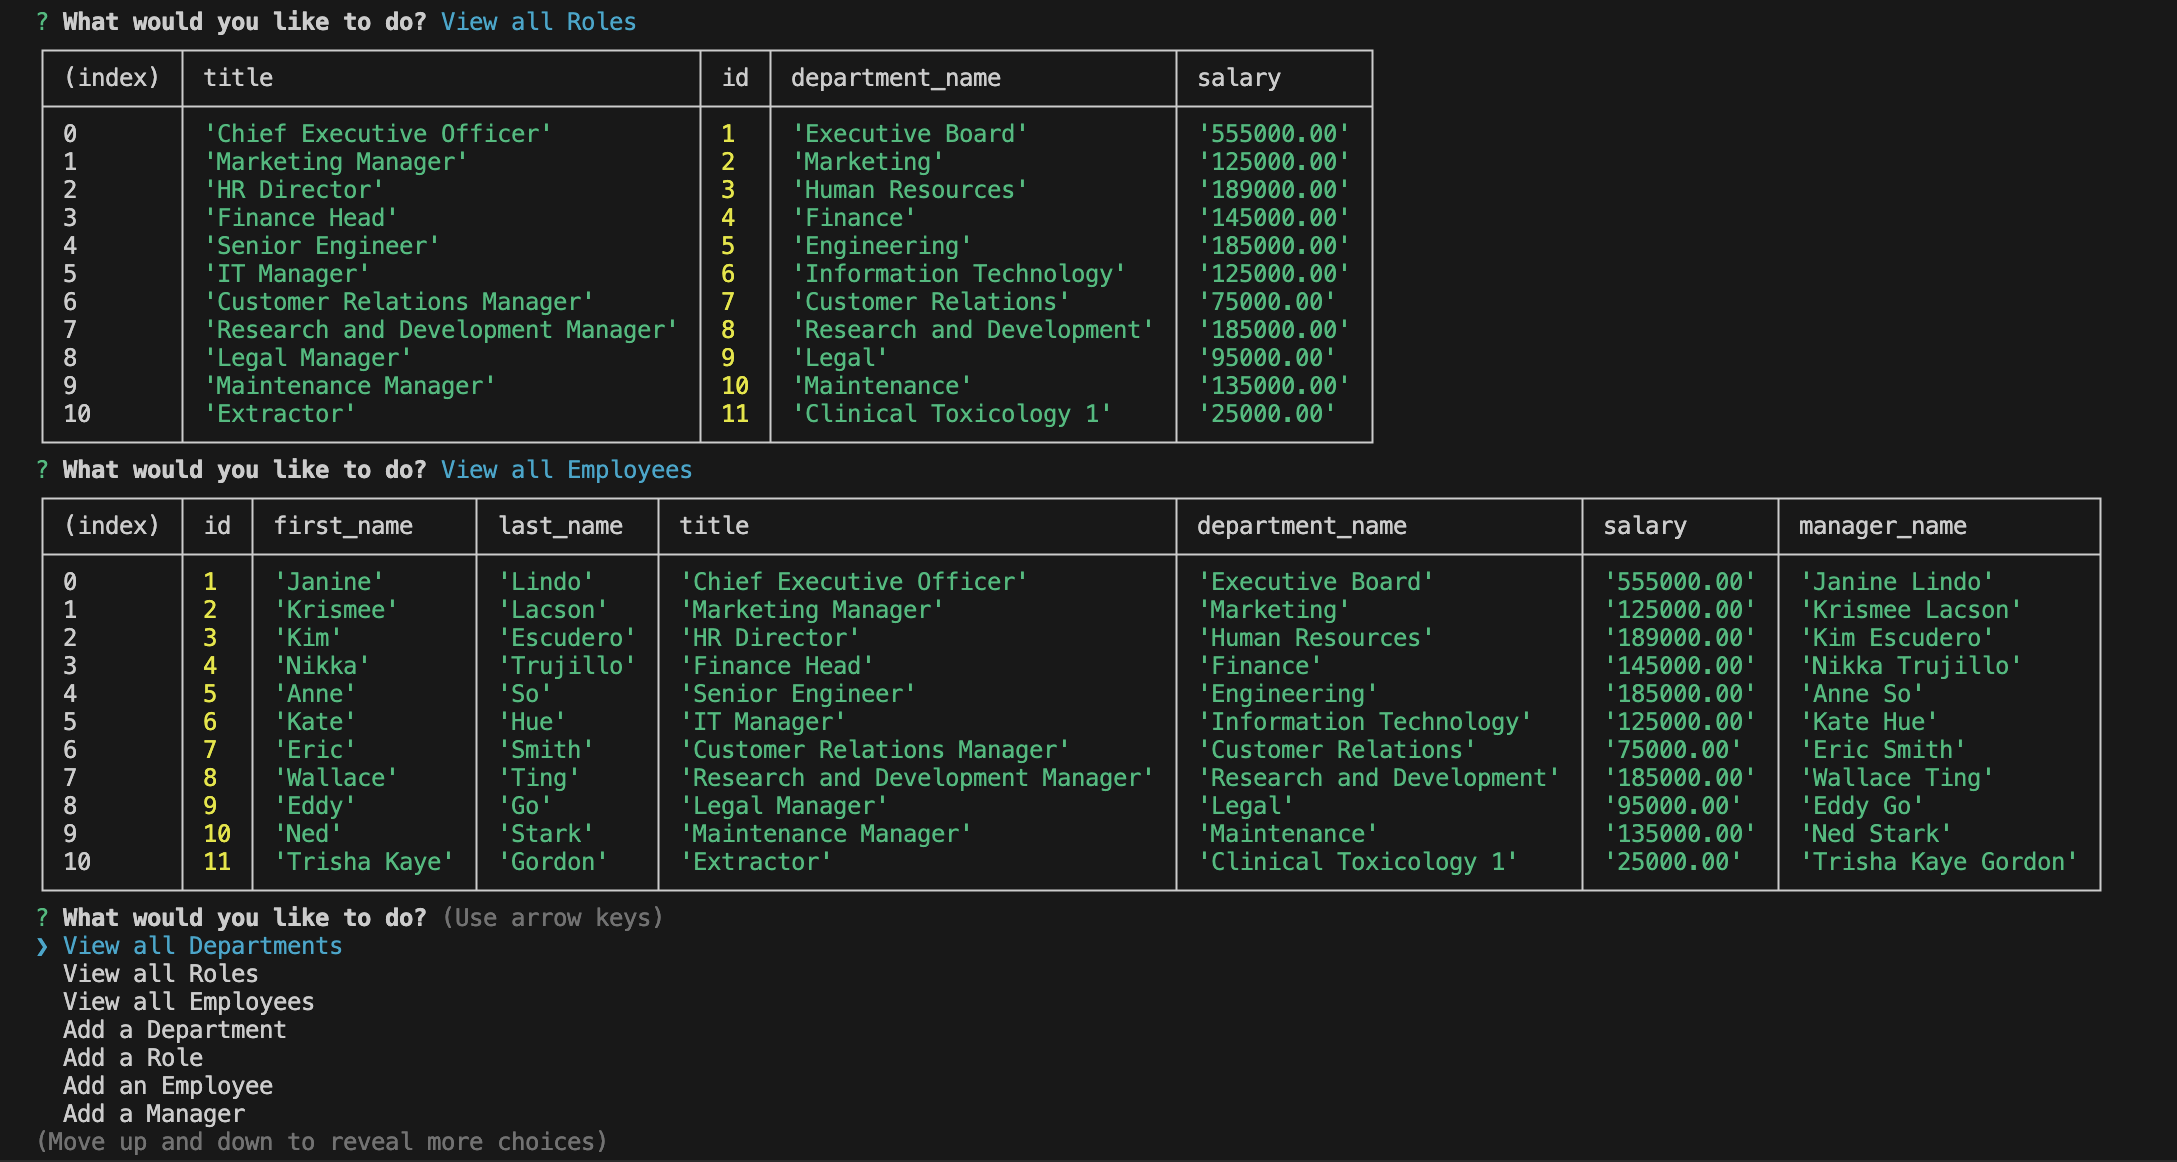 ? What would you like to do? View all Roles
(index) title id department_name salary
0 'Chief Executive Officer' 1 'Executive Board' '555000.00'
1 'Marketing Manager' 2 'Marketing' '125000.00'
2 'HR Director' 3 'Human Resources' '189000.00'
3 'Finance Head' 4 'Finance' '145000.00'
4 'Senior Engineer' 5 'Engineering' '185000.00'
5 'IT Manager' 6 'Information Technology' '125000.00'
6 'Customer Relations Manager' 7 'Customer Relations' '75000.00'
7 'Research and Development Manager' 8 'Research and Development' '185000.00'
8 'Legal Manager' 9 'Legal' '95000.00'
9 'Maintenance Manager' 10 'Maintenance' '135000.00'
10 'Extractor' 11 'Clinical Toxicology 1' '25000.00'
? What would you like to do? View all Employees
(index) id first_name last_name title department_name salary manager_name
0 1 'Janine' 'Lindo' 'Chief Executive Officer' 'Executive Board' '555000.00' 'Janine Lindo'
1 2 'Krismee' 'Lacson' 'Marketing Manager' 'Marketing' '125000.00' 'Krismee Lacson'
2 3 'Kim' 'Escudero' 'HR Director' 'Human Resources' '189000.00' 'Kim Escudero'
3 4 'Nikka' 'Trujillo' 'Finance Head' 'Finance' '145000.00' 'Nikka Trujillo'
4 5 'Anne' 'So' 'Senior Engineer' 'Engineering' '185000.00' 'Anne So'
5 6 'Kate' 'Hue' 'IT Manager' 'Information Technology' '125000.00' 'Kate Hue'
6 7 'Eric' 'Smith' 'Customer Relations Manager' 'Customer Relations' '75000.00' 'Eric Smith'
7 8 'Wallace' 'Ting' 'Research and Development Manager' 'Research and Development' '185000.00' 'Wallace Ting'
8 9 'Eddy' 'Go' 'Legal Manager' 'Legal' '95000.00' 'Eddy Go'
9 10 'Ned' 'Stark' 'Maintenance Manager' 'Maintenance' '135000.00' 'Ned Stark'
10 11 'Trisha Kaye' 'Gordon' 'Extractor' 'Clinical Toxicology 1' '25000.00' 'Trisha Kaye Gordon'
? What would you like to do? (Use arrow keys)
❯ View all Departments
View all Roles
View all Employees
Add a Department
Add a Role
Add an Employee
Add a Manager
(Move up and down to reveal more choices)